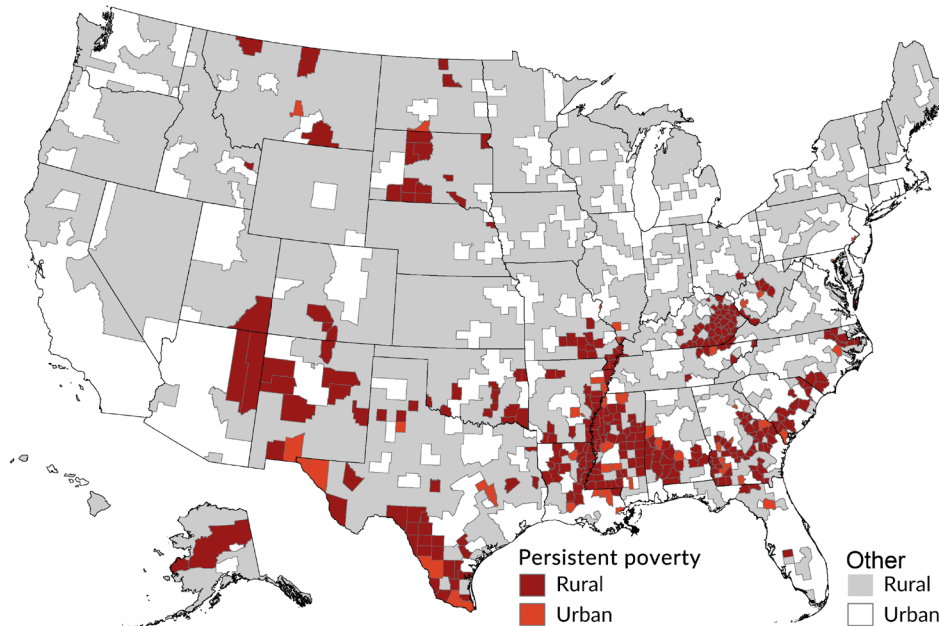 Persistent poverty
Rural
Urban
Other
Rural
Urban